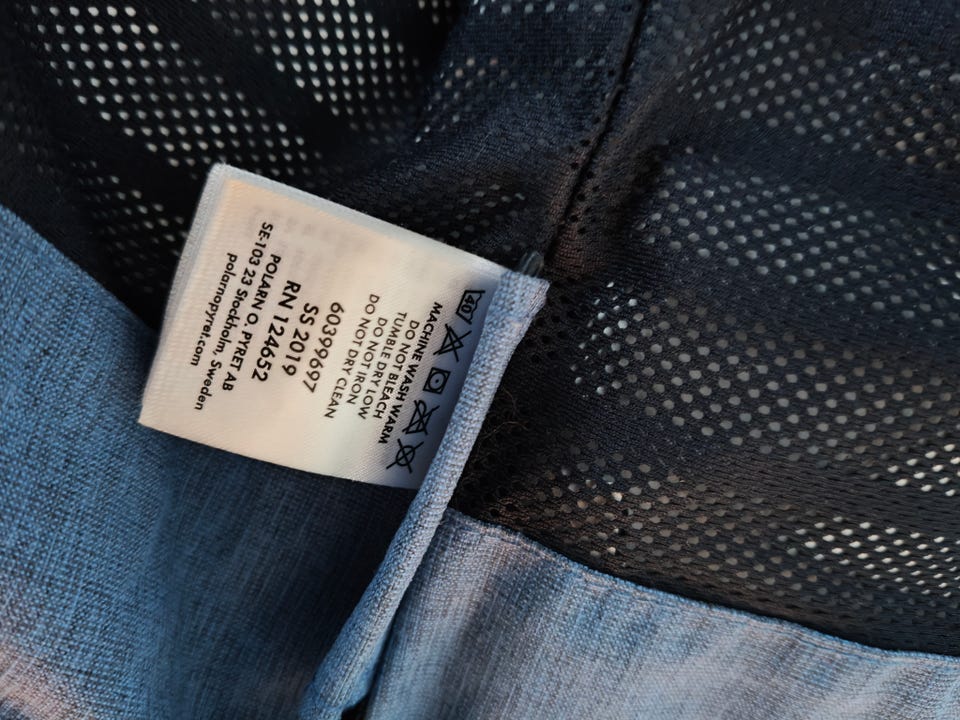 40
MACHINE WASH WARM
DO NOT BLEACH
TUMBLE DRY LOW
DO NOT IRON
DO NOT DRY CLEAN
60399697
SS 2019
RN 124652
POLARN O. PYRET AB
SE-103 23 Stockholm, Sweden
polarnopyret.com